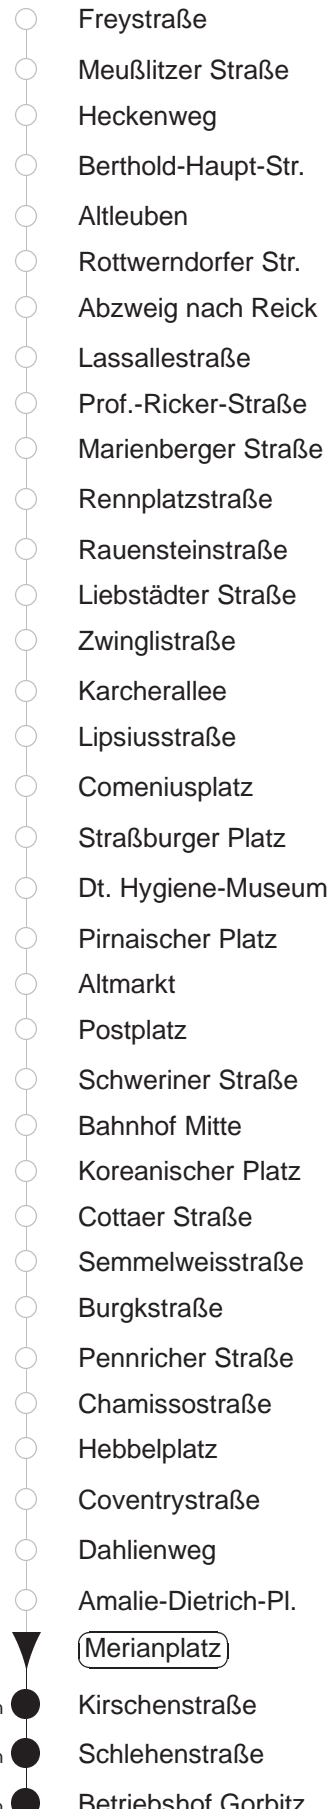 Freystraße
Meußlitzer Straße
Heckenweg
Berthold-Haupt-Str.
Altleuben
Rottwerndorfer Str.
Abzweig nach Reick
Lassallestraße
Prof.-Ricker-Straße
Marienberger Straße
Rennplatzstraße
Rauensteinstraße
Liebstädter Straße
Zwinglistraße
Karcherallee
Lipsiusstraße
Comeniusplatz
Straßburger Platz
Dt. Hygiene-Museum
Pirnaischer Platz
Altmarkt
Postplatz
Schweriner Straße
Bahnhof Mitte
Koreanischer Platz
Cottaer Straße
Semmelweisstraße
Burgkstraße
Pennricher Straße
Chamissostraße
Hebbelplatz
Coventrystraße
Dahlienweg
Amalie-Dietrich-Pl.
Merianplatz
Kirschenstraße
Schlehenstraße
Betriebshof Gorbitz